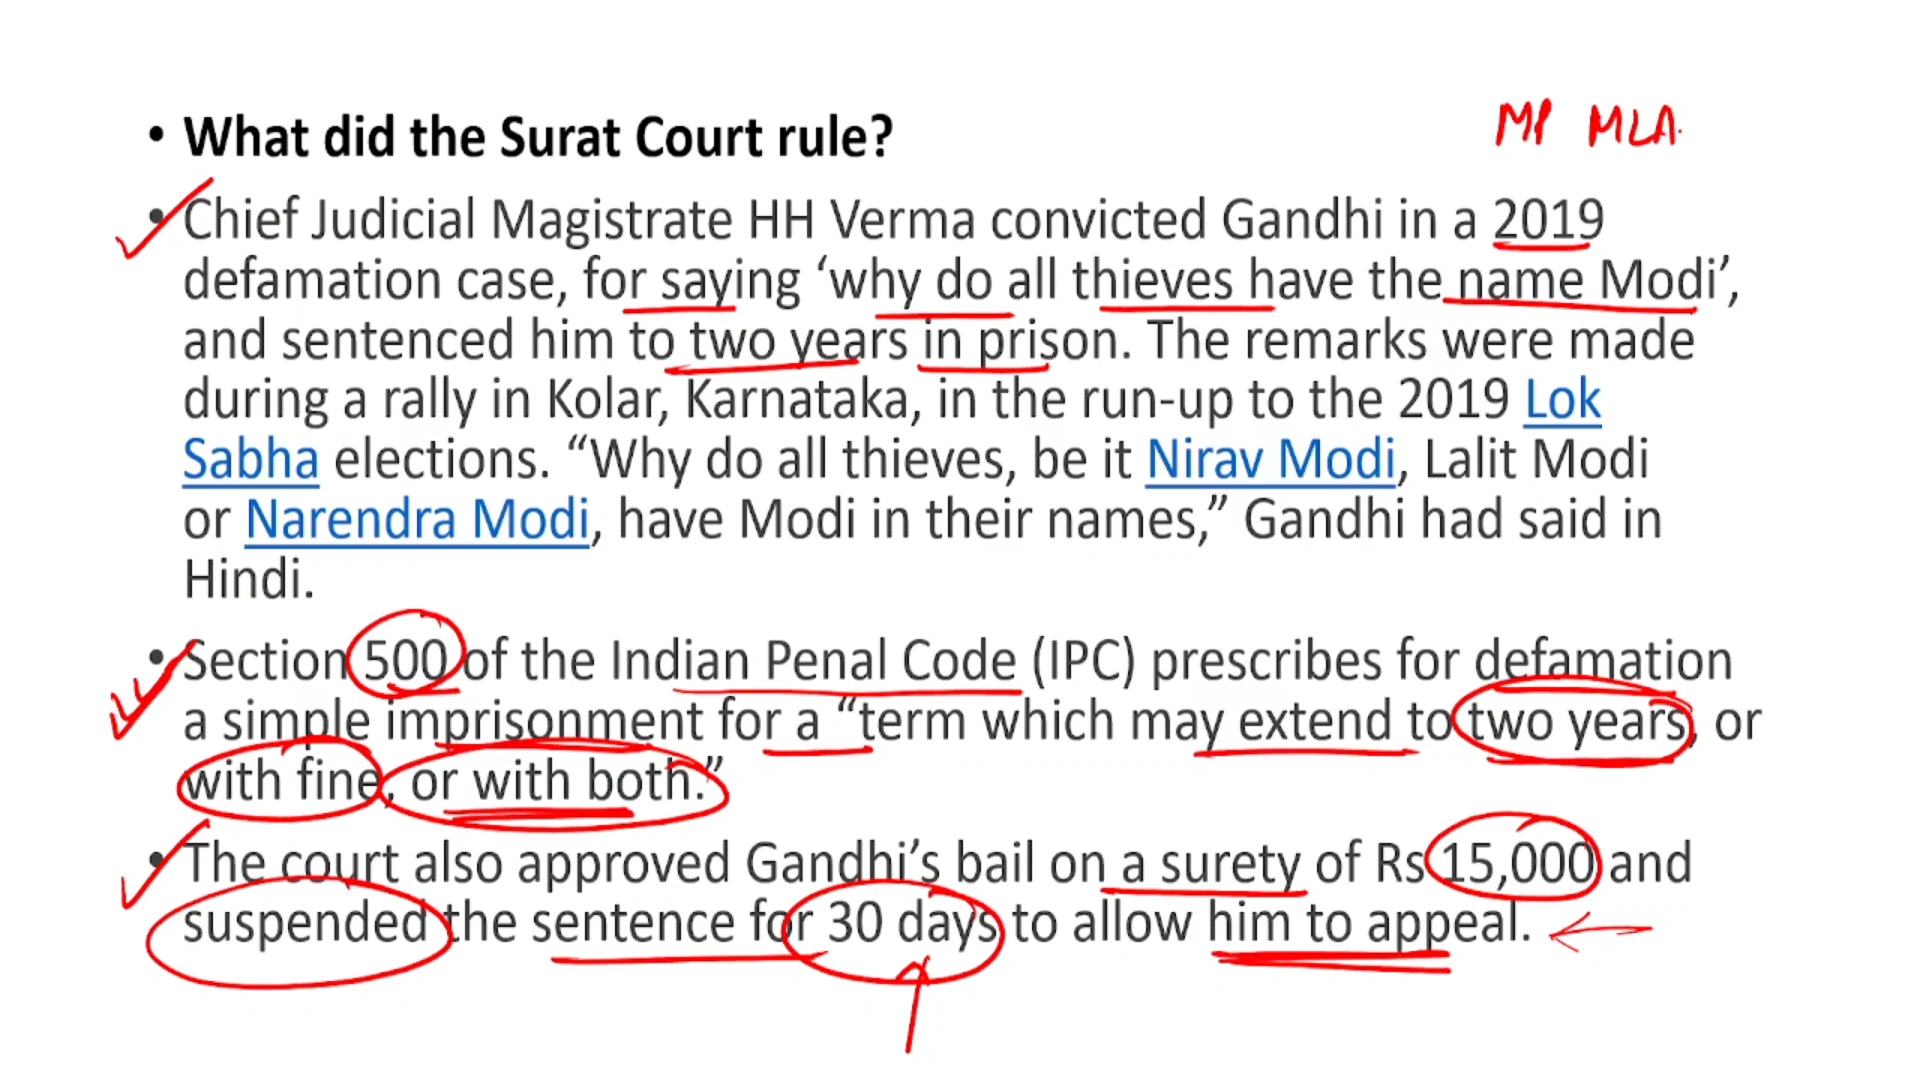 MP MLA
• What did the Surat Court rule?
• Chief Judicial Magistrate HH Verma convicted Gandhi in a 2019
defamation case, for saying ‘why do all thieves have the name Modi’,
and sentenced him to two years in prison. The remarks were made
during a rally in Kolar, Karnataka, in the run-up to the 2019 Lok
Sabha elections. “Why do all thieves, be it Nirav Modi, Lalit Modi
or Narendra Modi, have Modi in their names,” Gandhi had said in
Hindi.
• Section 500 of the Indian Penal Code (IPC) prescribes for defamation
a simple imprisonment for a “term which may extend to two years, or
with fine, or with both.”
• The court also approved Gandhi’s bail on a surety of Rs 15,000 and
suspended the sentence for 30 days to allow him to appeal.